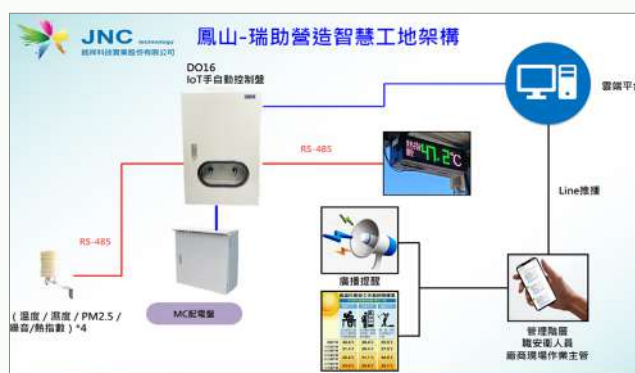 JNC technology
鳳山-瑞助營造智慧工地架構
DO16
IoT手自動控制盤
雲端平台
RS-485
47.2℃
Line推播
RS-485
廣播提醒
MC配電盤
(溫度 / 濕度 / PM2.5 /
噪音/熱指數) *4
管理階層
職安衛人員
廠商現場作業主管